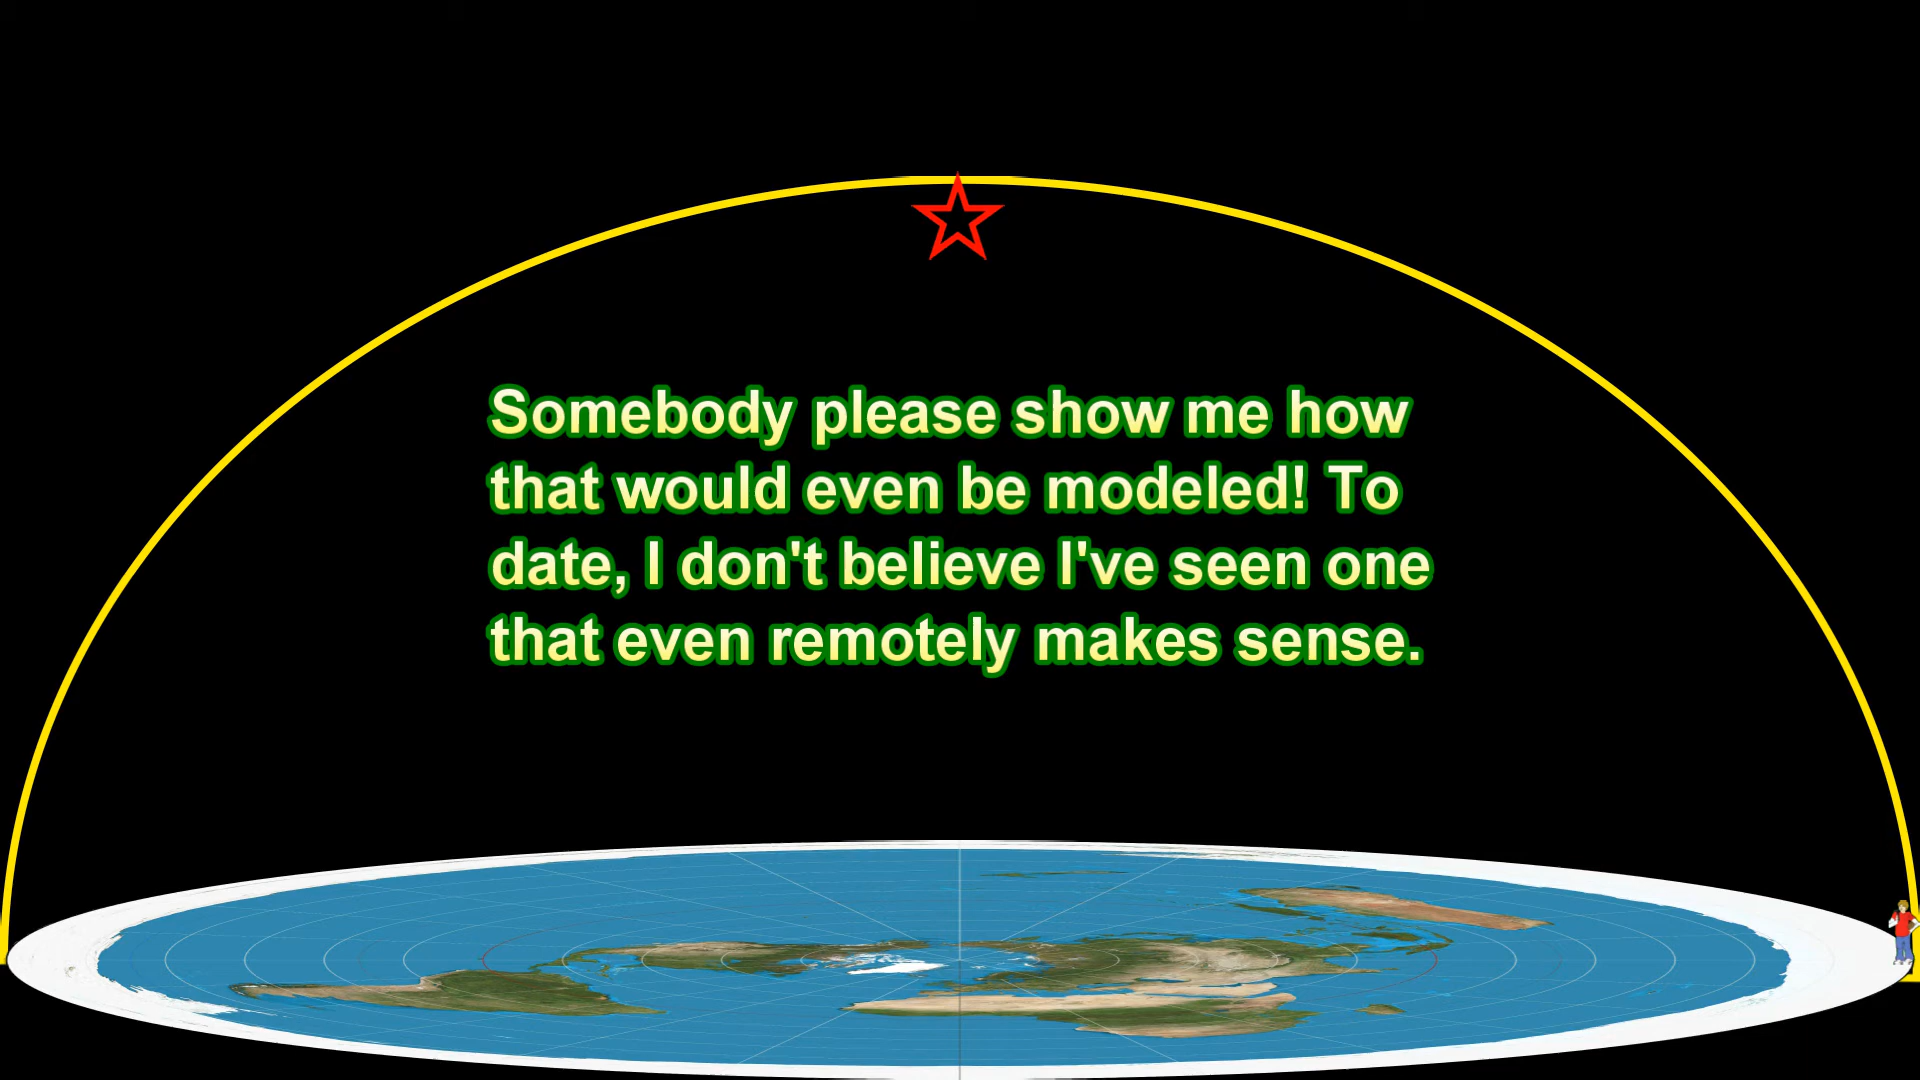 Somebody please show me how
that would even be modeled! To
date, I don't believe I've seen one
that even remotely makes sense.